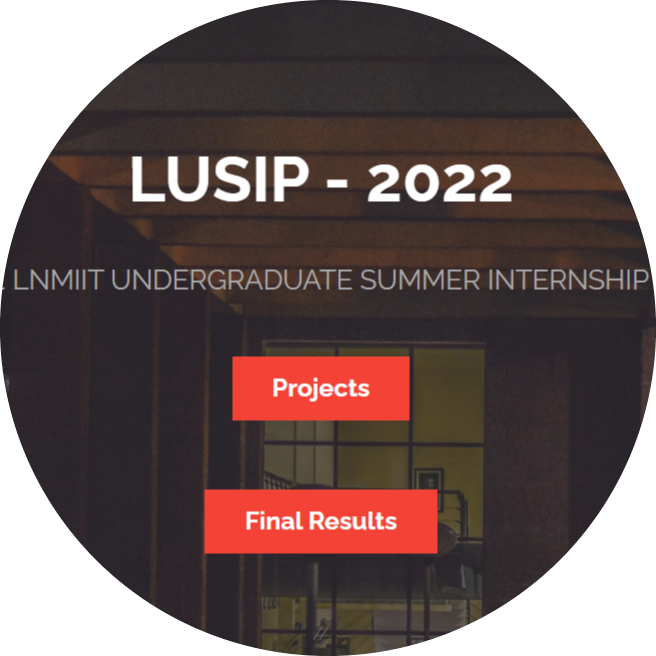 LUSIP - 2022
LNMIIT UNDERGRADUATE SUMMER INTERNSHIP
Projects
Final Results